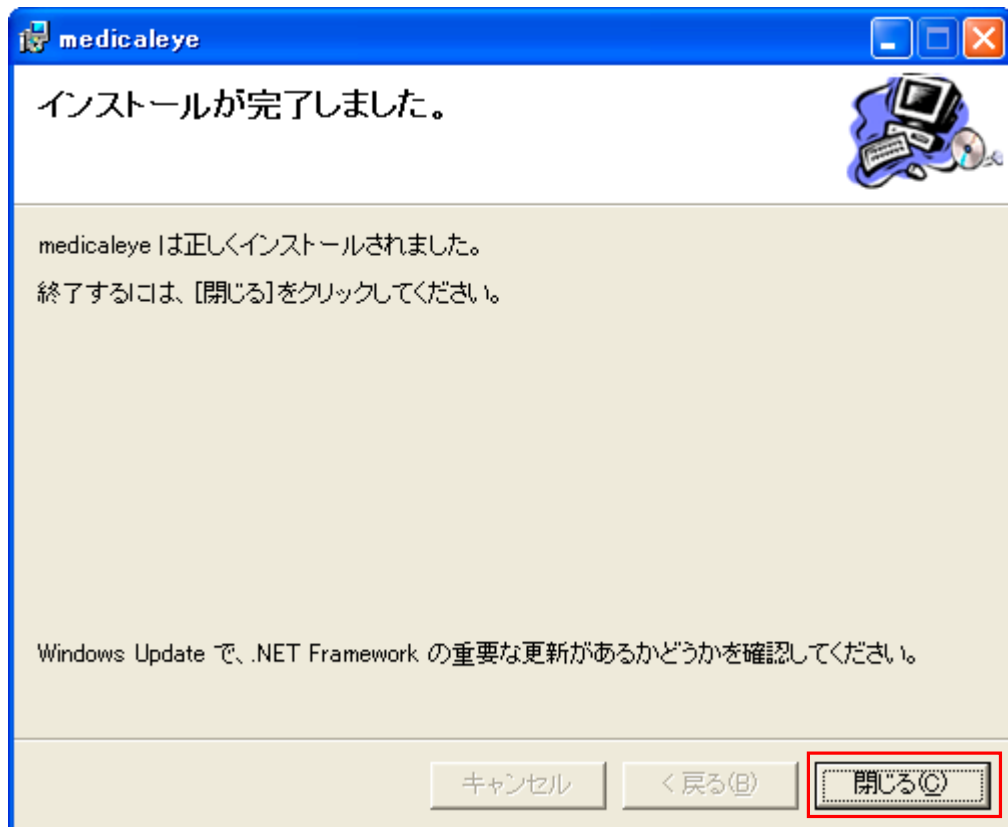 medicaleye
インストールが完了しました。
medicaleye は正しくインストールされました。
終了するには、[閉じる]をクリックしてください。
Windows Update で、.NET Framework の重要な更新があるかどうかを確認してください。
キャンセル
< 戻る(B)
閉じる(C)